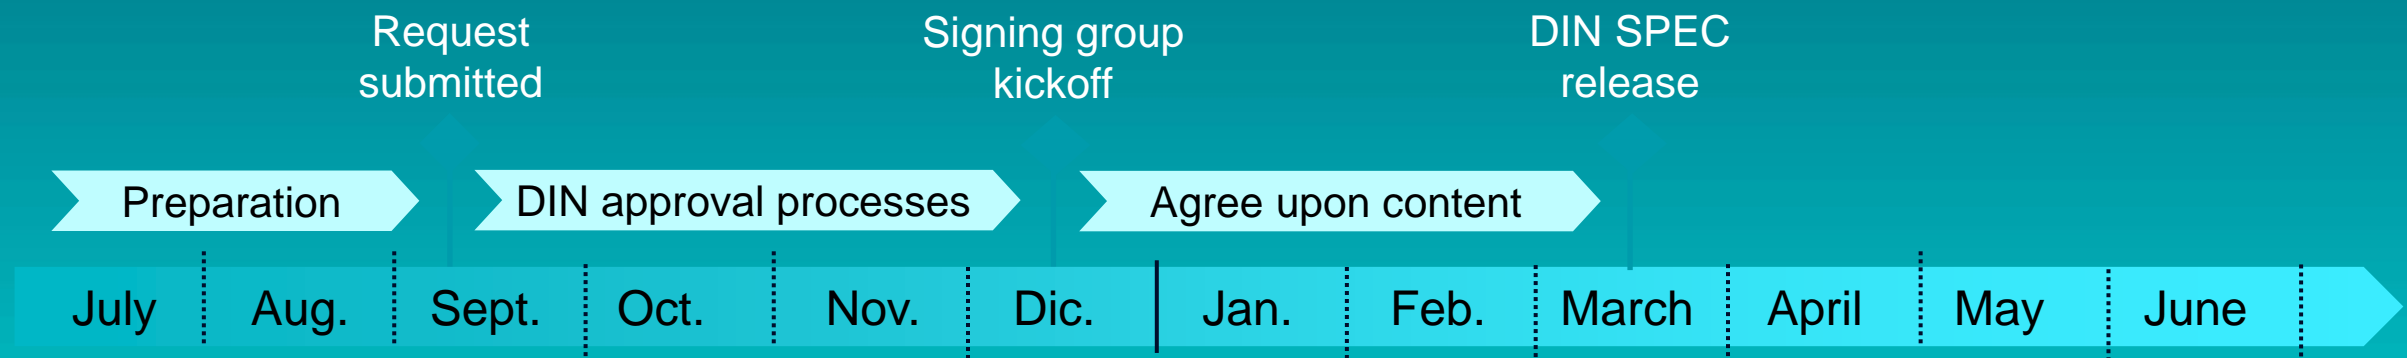 Request
submitted
Signing group
kickoff
DIN SPEC
release
Preparation
DIN approval processes
Agree upon content
July
Aug.
Sept.
Oct.
Nov.
Dic.
Jan.
Feb.
March
April
May
June